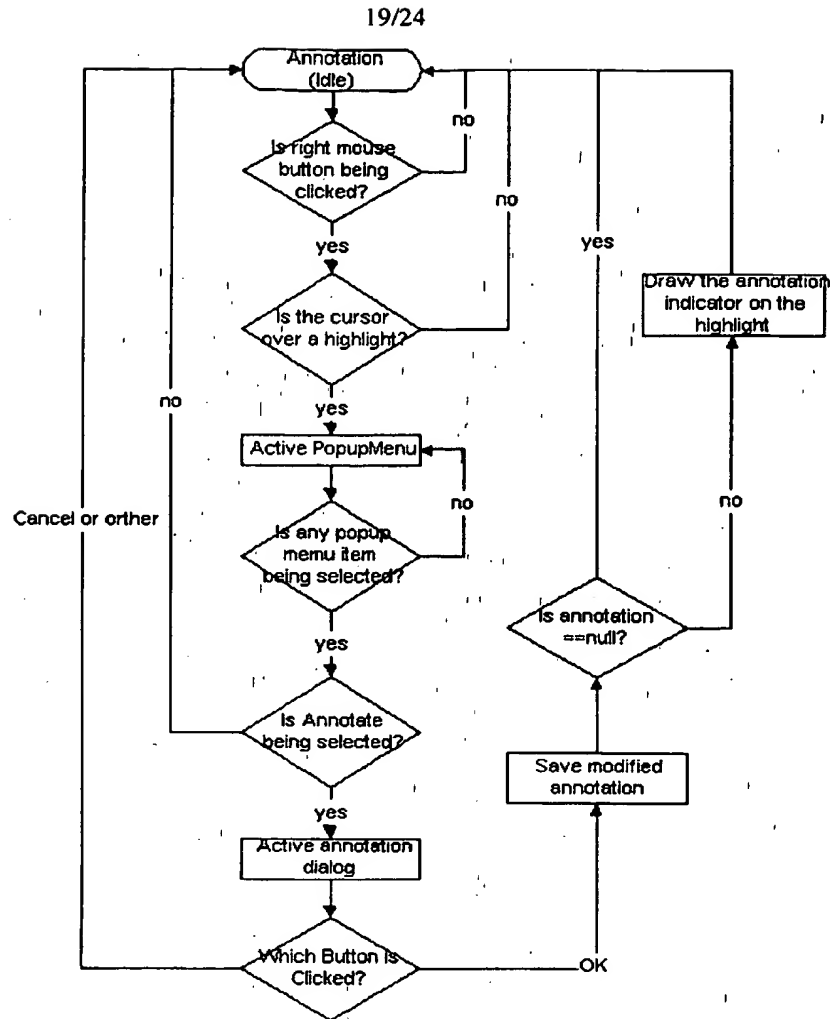 19/24
Annotation
(Idle)
no
Is right mouse
button being
clicked?
no
yes
yes
Draw the annotation
indicator on the
highlight
Is the cursor
over a highlight?
no
yes
Active PopupMenu
no
no
Cancel or orther
Is any popup
memu item
being selected?
Is annotation
==null?
yes
Is Annotate
being selected?
Save modified
annotation
yes
Active annotation
dialog
Which Button is
Clicked?
OK